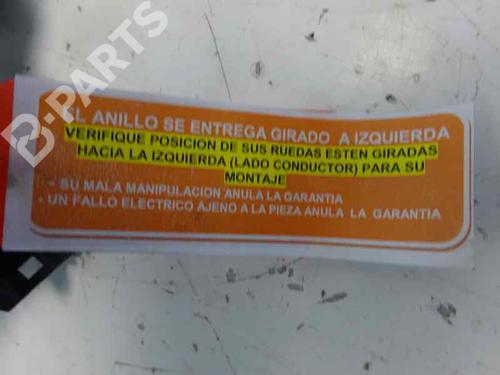 B-PARTS
EL ANILLO SE ENTREGA GIRADO A IZQUIERDA
VERIFIQUE POSICIÓN DE SUS RUEDAS ESTEN GIRADAS
HACIA LA IZQUIERDA (LADO CONDUCTOR) PARA SU
MONTAJE
- SU MALA MANIPULACION ANULA LA GARANTIA
- UN FALLO ELECTRICO AJENO A LA PIEZA ANULA LA GARANTIA